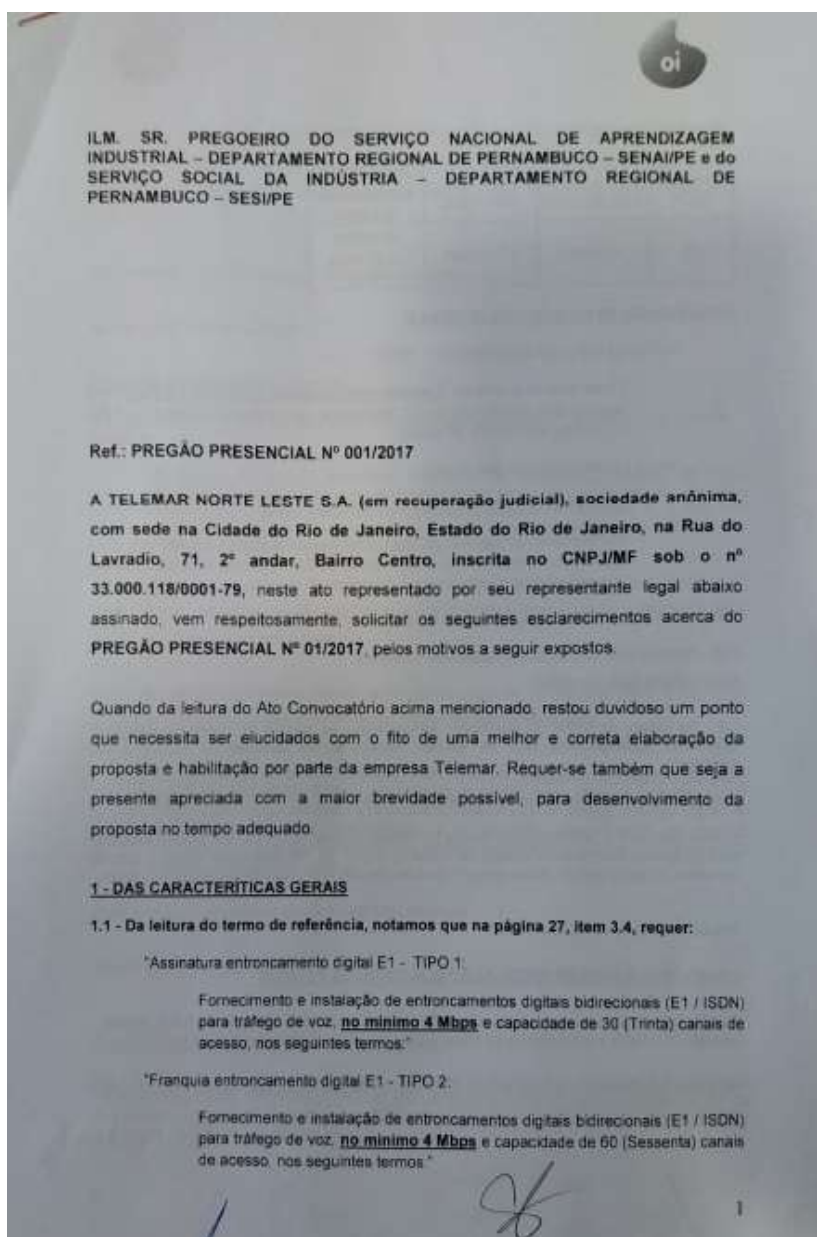 oi
ILM. SR. PREGOEIRO DO SERVIÇO NACIONAL DE APRENDIZAGEM
INDUSTRIAL – DEPARTAMENTO REGIONAL DE PERNAMBUCO – SENAI/PE e do
SERVIÇO SOCIAL DA INDÚSTRIA – DEPARTAMENTO REGIONAL DE
PERNAMBUCO – SESI/PE
Ref.: PREGÃO PRESENCIAL Nº 001/2017
A TELEMAR NORTE LESTE S.A. (em recuperação judicial), sociedade anônima,
com sede na Cidade do Rio de Janeiro, Estado do Rio de Janeiro, na Rua do
Lavradio, 71, 2º andar, Bairro Centro, inscrita no CNPJ/MF sob o nº
33.000.118/0001-79, neste ato representado por seu representante legal abaixo
assinado, vem respeitosamente, solicitar os seguintes esclarecimentos acerca do
PREGÃO PRESENCIAL Nº 01/2017, pelos motivos a seguir expostos.
Quando da leitura do Ato Convocatório acima mencionado, restou duvidoso um ponto
que necessita ser elucidados com o fito de uma melhor e correta elaboração da
proposta e habilitação por parte da empresa Telemar. Requer-se também que seja a
presente apreciada com a maior brevidade possível, para desenvolvimento da
proposta no tempo adequado.
1 - DAS CARACTERÍTICAS GERAIS
1.1 - Da leitura do termo de referência, notamos que na página 27, item 3.4, requer:
"Assinatura entroncamento digital E1 - TIPO 1:
Fornecimento e instalação de entroncamentos digitais bidirecionais (E1 / ISDN)
para tráfego de voz, no mínimo 4 Mbps e capacidade de 30 (Trinta) canais de
acesso, nos seguintes termos:"
"Franquia entroncamento digital E1 - TIPO 2:
Fornecimento e instalação de entroncamentos digitais bidirecionais (E1 / ISDN)
para tráfego de voz, no mínimo 4 Mbps e capacidade de 60 (Sessenta) canais
de acesso, nos seguintes termos:"
1